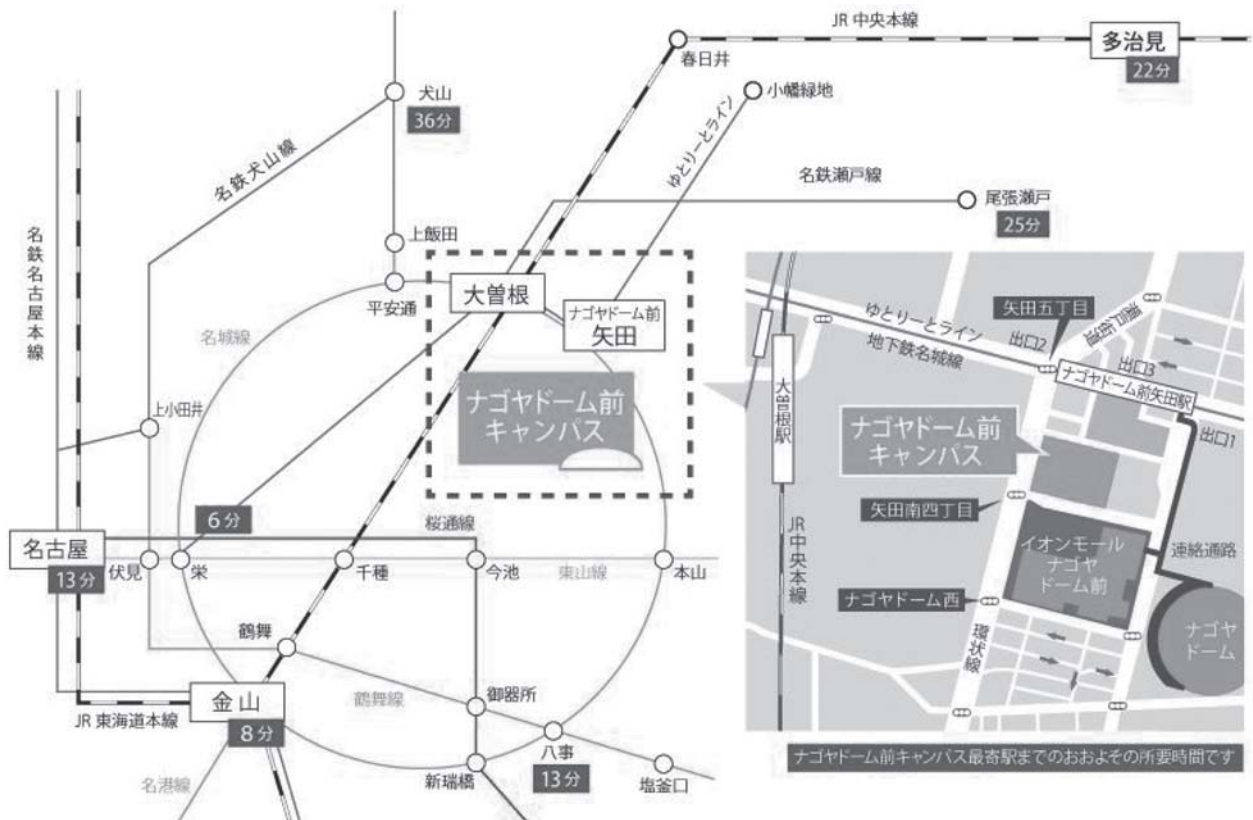 JR 中央本線
多治見
22分
春日井
小幡緑地
犬山
36分
ゆとりーとライン
名鉄犬山線
名鉄瀬戸線
尾張瀬戸
25分
名鉄名古屋本線
上飯田
平安通
大曽根
ナゴヤドーム前
矢田
名城線
ナゴヤドーム前
キャンパス
上小田井
6分
桜通線
名古屋
13分
伏見
栄
千種
今池
東山線
本山
鶴舞
金山
8分
JR 東海道本線
鶴舞線
御器所
八事
13分
新瑞橋
塩釜口
名港線
矢田五丁目
ゆとりーとライン
地下鉄名城線
出口2
瀬戸街道
出口3
ナゴヤドーム前矢田駅
出口1
大曽根駅
ナゴヤドーム前
キャンパス
矢田南四丁目
JR中央本線
イオンモール
ナゴヤ
ドーム前
連絡通路
ナゴヤドーム西
環状線
ナゴヤ
ドーム
ナゴヤドーム前キャンパス最寄駅までのおおよその所要時間です